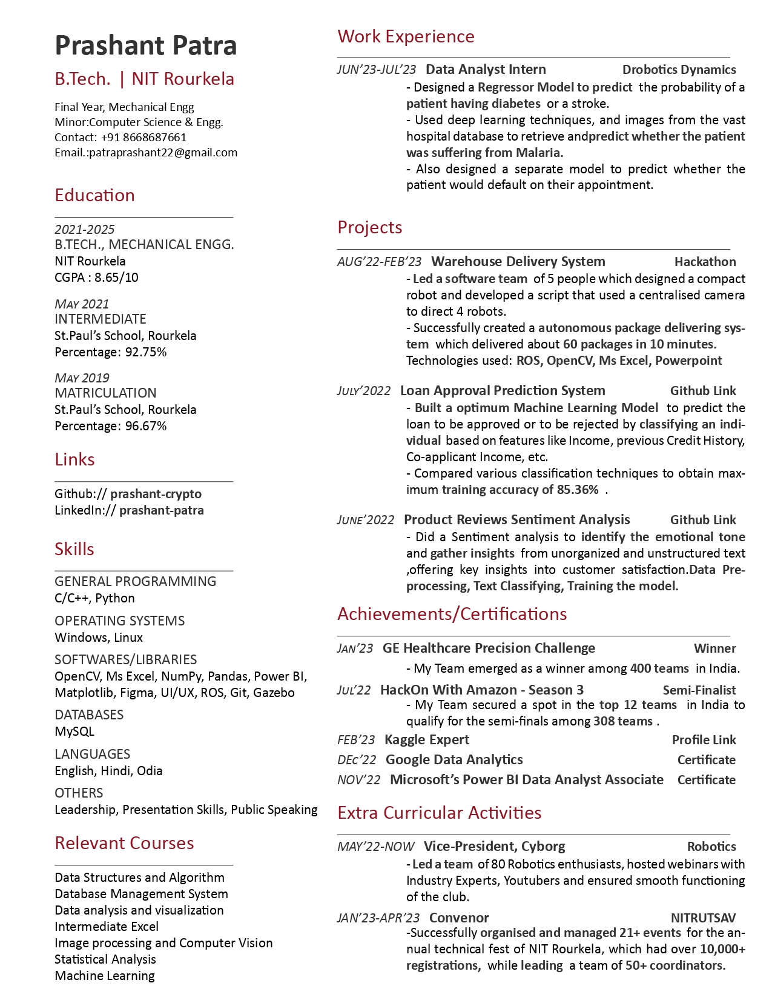 Prashant Patra
B.Tech. | NIT Rourkela
Final Year, Mechanical Engg
Minor:Computer Science & Engg.
Contact: +91 8668687661
Email.:patraprashant22@gmail.com
Education
2021-2025
B.TECH., MECHANICAL ENGG.
NIT Rourkela
CGPA : 8.65/10
May 2021
INTERMEDIATE
St.Paul’s School, Rourkela
Percentage: 92.75%
May 2019
MATRICULATION
St.Paul’s School, Rourkela
Percentage: 96.67%
Links
Github:// prashant-crypto
LinkedIn:// prashant-patra
Skills
GENERAL PROGRAMMING
C/C++, Python
OPERATING SYSTEMS
Windows, Linux
SOFTWARES/LIBRARIES
OpenCV, Ms Excel, NumPy, Pandas, Power BI,
Matplotlib, Figma, UI/UX, ROS, Git, Gazebo
DATABASES
MySQL
LANGUAGES
English, Hindi, Odia
OTHERS
Leadership, Presentation Skills, Public Speaking
Relevant Courses
Data Structures and Algorithm
Database Management System
Data analysis and visualization
Intermediate Excel
Image processing and Computer Vision
Statistical Analysis
Machine Learning
Work Experience
JUN’23-JUL’23 Data Analyst Intern Drobotics Dynamics
- Designed a Regressor Model to predict the probability of a
patient having diabetes or a stroke.
- Used deep learning techniques, and images from the vast
hospital database to retrieve andpredict whether the patient
was suffering from Malaria.
- Also designed a separate model to predict whether the
patient would default on their appointment.
Projects
AUG’22-FEB’23 Warehouse Delivery System Hackathon
- Led a software team of 5 people which designed a compact
robot and developed a script that used a centralised camera
to direct 4 robots.
- Successfully created a autonomous package delivering sys-
tem which delivered about 60 packages in 10 minutes.
Technologies used: ROS, OpenCV, Ms Excel, Powerpoint
July’2022 Loan Approval Prediction System Github Link
- Built a optimum Machine Learning Model to predict the
loan to be approved or to be rejected by classifying an indi-
vidual based on features like Income, previous Credit History,
Co-applicant Income, etc.
- Compared various classification techniques to obtain max-
imum training accuracy of 85.36% .
June’2022 Product Reviews Sentiment Analysis Github Link
- Did a Sentiment analysis to identify the emotional tone
and gather insights from unorganized and unstructured text
,offering key insights into customer satisfaction.Data Pre-
processing, Text Classifying, Training the model.
Achievements/Certifications
Jan’23 GE Healthcare Precision Challenge Winner
- My Team emerged as a winner among 400 teams in India.
Jul’22 HackOn With Amazon - Season 3 Semi-Finalist
- My Team secured a spot in the top 12 teams in India to
qualify for the semi-finals among 308 teams .
FEB’23 Kaggle Expert Profile Link
DEc’22 Google Data Analytics Certificate
NOV’22 Microsoft’s Power BI Data Analyst Associate Certificate
Extra Curricular Activities
MAY’22-NOW Vice-President, Cyborg Robotics
- Led a team of 80 Robotics enthusiasts, hosted webinars with
Industry Experts, Youtubers and ensured smooth functioning
of the club.
JAN’23-APR’23 Convenor NITRUTSAV
-Successfully organised and managed 21+ events for the an-
nual technical fest of NIT Rourkela, which had over 10,000+
registrations, while leading a team of 50+ coordinators.